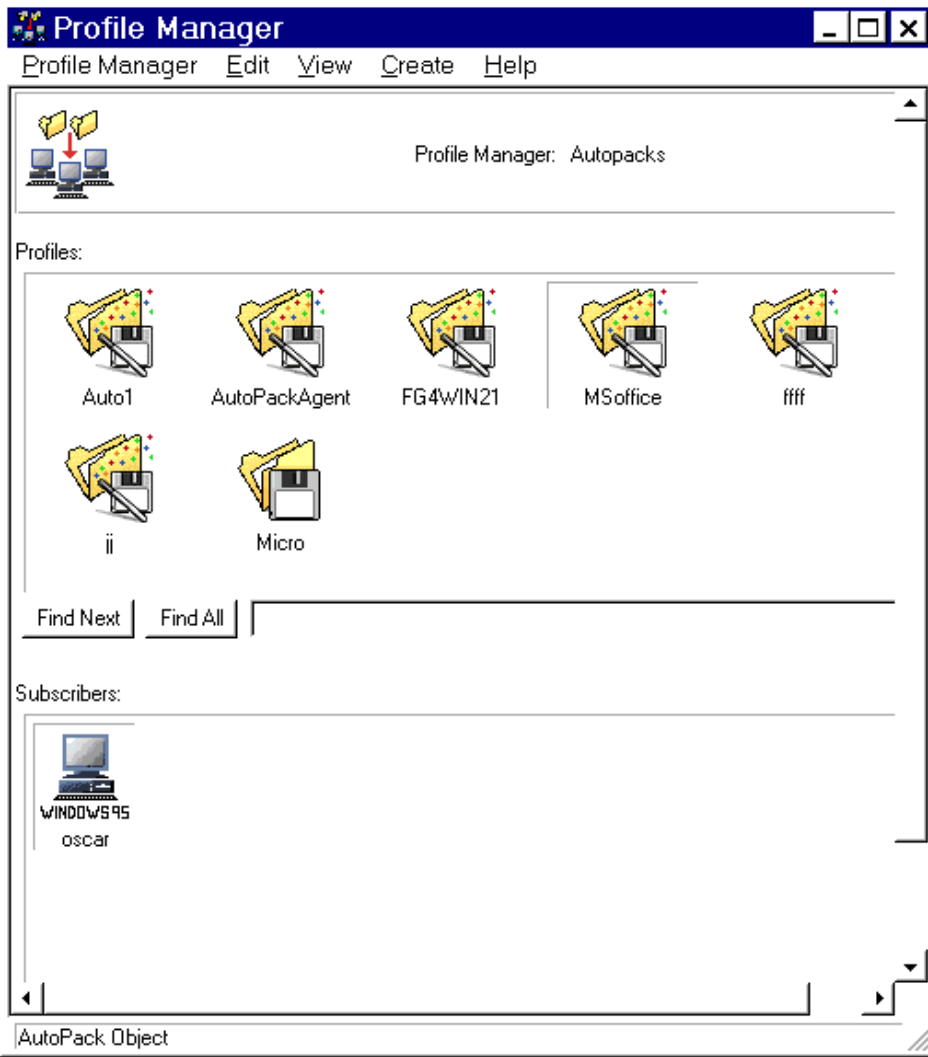 Profile Manager
Profile Manager Edit View Create Help
Profile Manager: Autopacks
Profiles:
Auto1 AutoPackAgent FG4WIN21 MSoffice ffff
jj Micro
Find Next Find All
Subscribers:
WINDOWS95
oscar
AutoPack Object